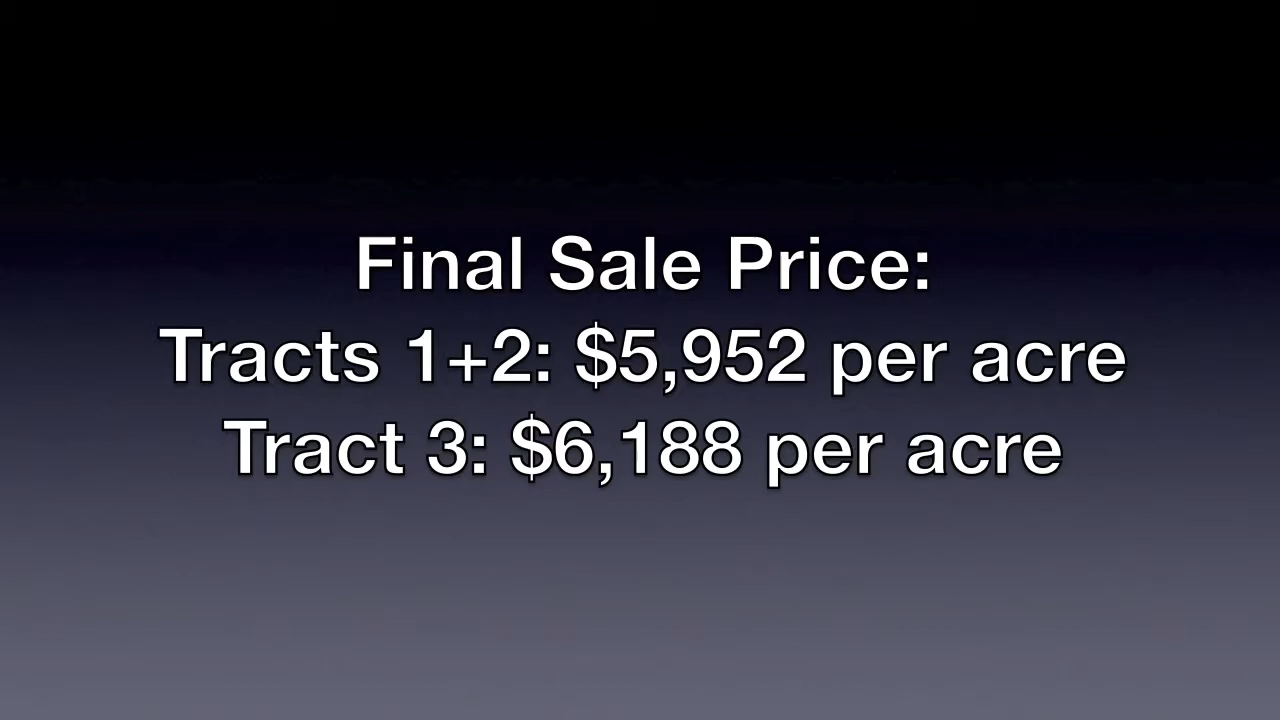 Final Sale Price:
Tracts 1+2: $5,952 per acre
Tract 3: $6,188 per acre